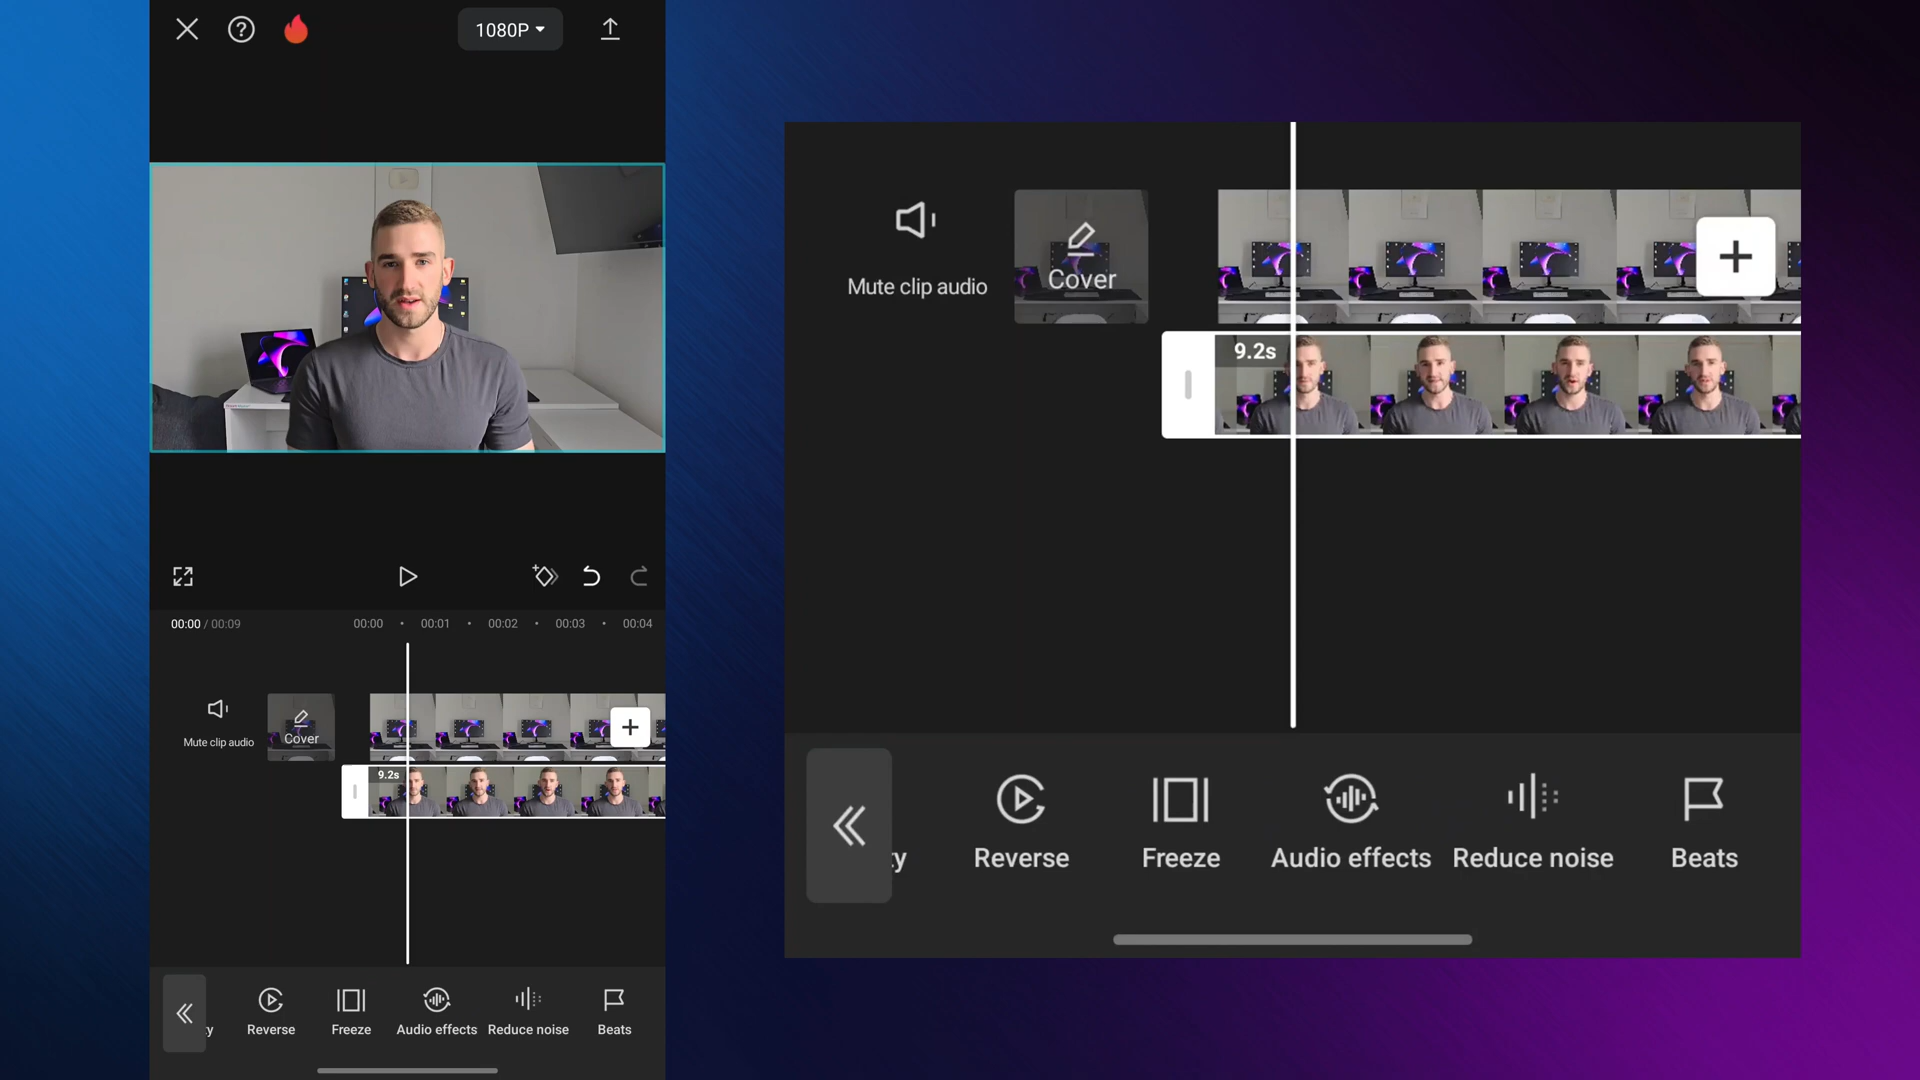 1080P
00:00 / 00:09
00:00 00:01 00:02 00:03 00:04
Mute clip audio
Cover
9.2s
ty
Reverse
Freeze
Audio effects
Reduce noise
Beats
Mute clip audio
Cover
9.2s
ty
Reverse
Freeze
Audio effects
Reduce noise
Beats